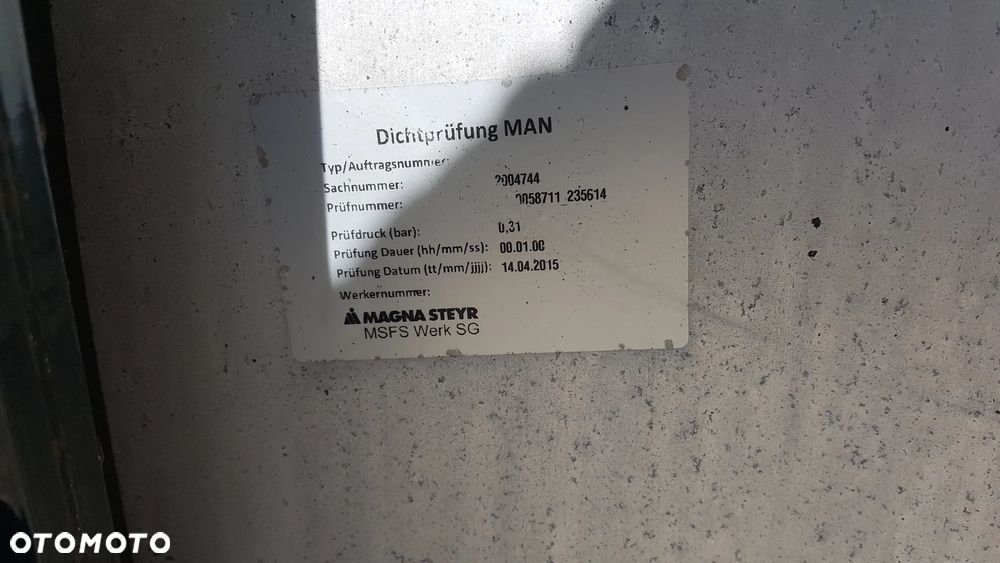 Dichtprüfung MAN
Typ/Auftragsnummer:
Sachnummer: 2004744
Prüfnummer: 0058711_235614
Prüfdruck (bar): 0,31
Prüfung Dauer (hh/mm/ss): 00.01.00
Prüfung Datum (tt/mm/jjjj): 14.04.2015
Werkernummer:
MAGNA STEYR
MSFS Werk SG
OTOMOTO